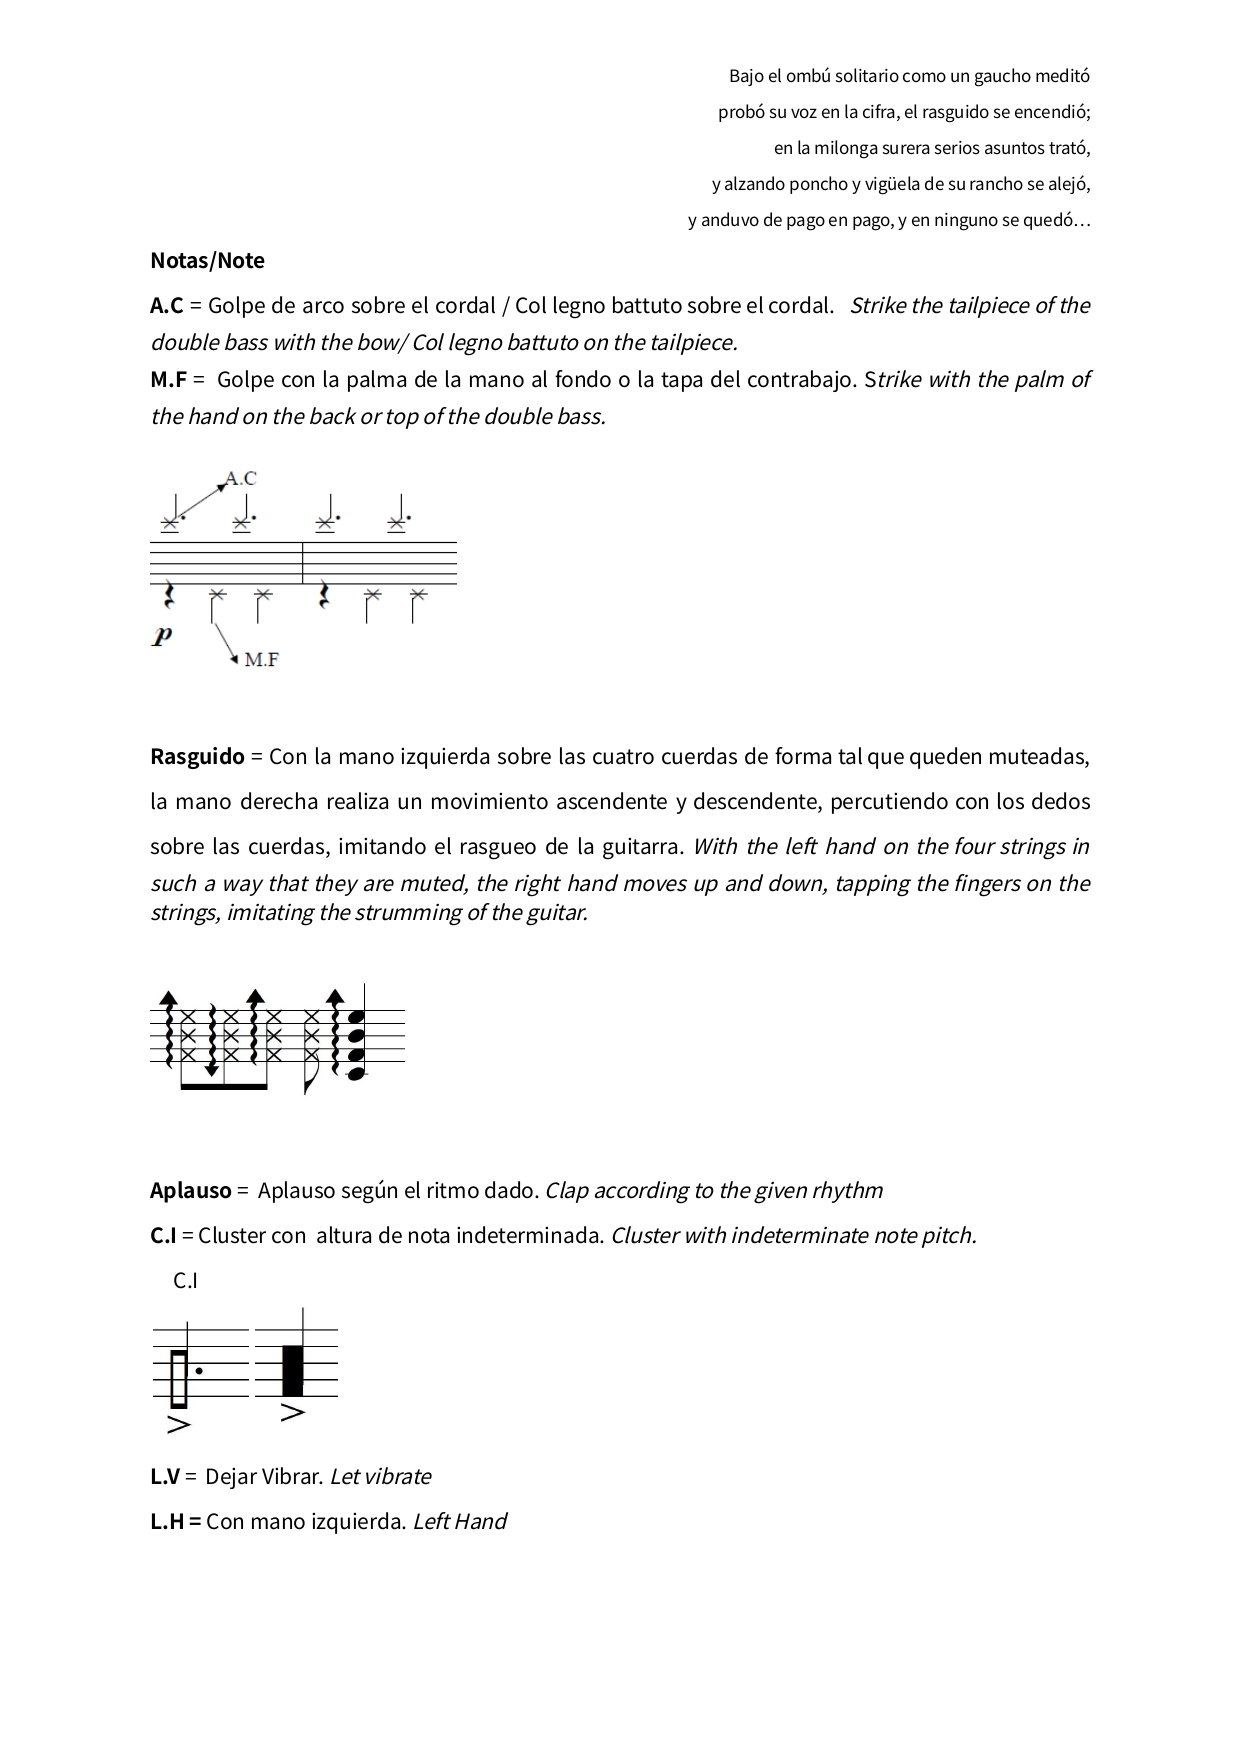 Bajo el ombú solitario como un gaucho meditó
probó su voz en la cifra, el rasguido se encendió;
en la milonga surera serios asuntos trató,
y alzando poncho y vigüela de su rancho se alejó,
y anduvo de pago en pago, y en ninguno se quedó…
Notas/Note
A.C = Golpe de arco sobre el cordal / Col legno battuto sobre el cordal. Strike the tailpiece of the
double bass with the bow/ Col legno battuto on the tailpiece.
M.F = Golpe con la palma de la mano al fondo o la tapa del contrabajo. Strike with the palm of
the hand on the back or top of the double bass.
A.C
p
M.F
Rasguido = Con la mano izquierda sobre las cuatro cuerdas de forma tal que queden muteadas,
la mano derecha realiza un movimiento ascendente y descendente, percutiendo con los dedos
sobre las cuerdas, imitando el rasgueo de la guitarra. With the left hand on the four strings in
such a way that they are muted, the right hand moves up and down, tapping the fingers on the
strings, imitating the strumming of the guitar.
Aplauso = Aplauso según el ritmo dado. Clap according to the given rhythm
C.I = Cluster con altura de nota indeterminada. Cluster with indeterminate note pitch.
C.I
L.V = Dejar Vibrar. Let vibrate
L.H = Con mano izquierda. Left Hand